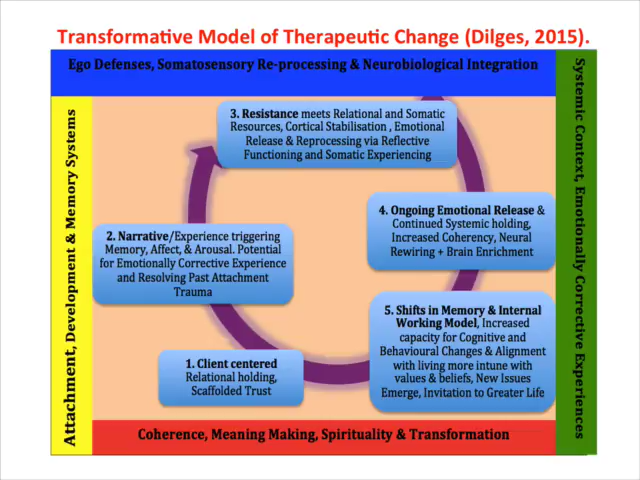 Transformative Model of Therapeutic Change (Dilges, 2015).
Ego Defenses, Somatosensory Re-processing & Neurobiological Integration
Attachment, Development & Memory Systems
3. Resistance meets Relational and Somatic
Resources, Cortical Stabilisation , Emotional
Release & Reprocessing via Reflective
Functioning and Somatic Experiencing
2. Narrative/Experience triggering
Memory, Affect, & Arousal. Potential
for Emotionally Corrective Experience
and Resolving Past Attachment
Trauma
4. Ongoing Emotional Release &
Continued Systemic holding,
Increased Coherency, Neural
Rewiring + Brain Enrichment
1. Client centered
Relational holding,
Scaffolded Trust
5. Shifts in Memory & Internal
Working Model, Increased
capacity for Cognitive and
Behavioural Changes & Alignment
with living more intune with
values & beliefs, New Issues
Emerge, Invitation to Greater Life
Systemic Context, Emotionally Corrective Experiences
Coherence, Meaning Making, Spirituality & Transformation